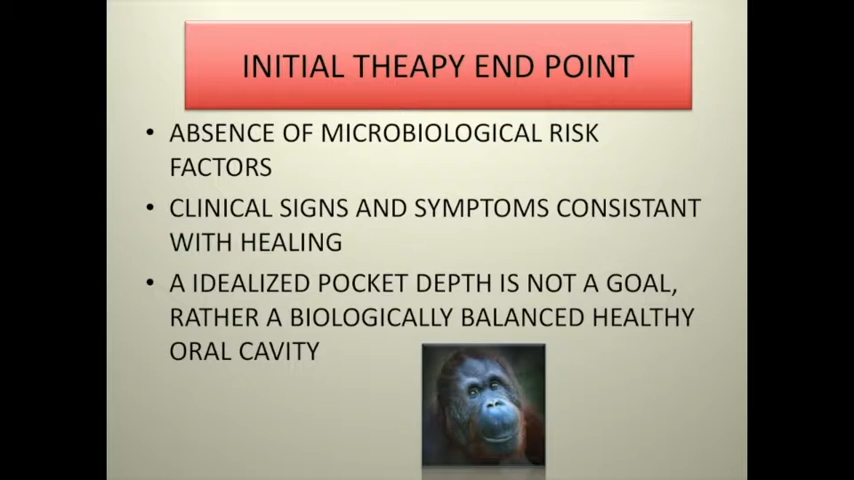 INITIAL THEAPY END POINT
• ABSENCE OF MICROBIOLOGICAL RISK
FACTORS
• CLINICAL SIGNS AND SYMPTOMS CONSISTANT
WITH HEALING
• A IDEALIZED POCKET DEPTH IS NOT A GOAL,
RATHER A BIOLOGICALLY BALANCED HEALTHY
ORAL CAVITY